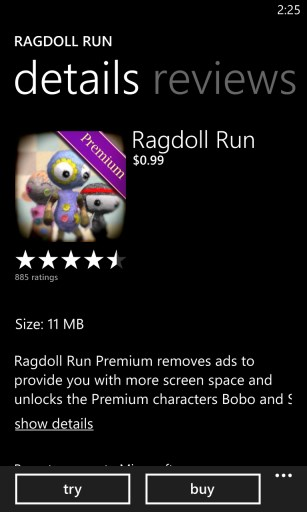 2:25
RAGDOLL RUN
details reviews
Premium
Ragdoll Run
$0.99
885 ratings
Size: 11 MB
Ragdoll Run Premium removes ads to
provide you with more screen space and
unlocks the Premium characters Bobo and
show details
try
buy